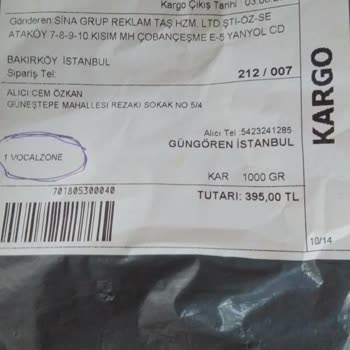 Kargo Çıkış Tarihi
Gönderen:SİNA GRUP REKLAM TAŞ HZM. LTD.ŞTİ-ÖZ-SE
ATAKÖY 7-8-9-10.KISIM MH ÇOBANÇEŞME E-5 YANYOL CD
BAKIRKÖY İSTANBUL
Sipariş Tel:
212 / 007
ALICI:CEM ÖZKAN
GÜNEŞTEPE MAHALLESİ REZAKİ SOKAK NO 5/4
Alıcı Tel :5423241285
GÜNGÖREN İSTANBUL
1 VOCALZONE
KAR 1000 GR
701805300040
TUTARI: 395,00 TL
KARGO
10/14